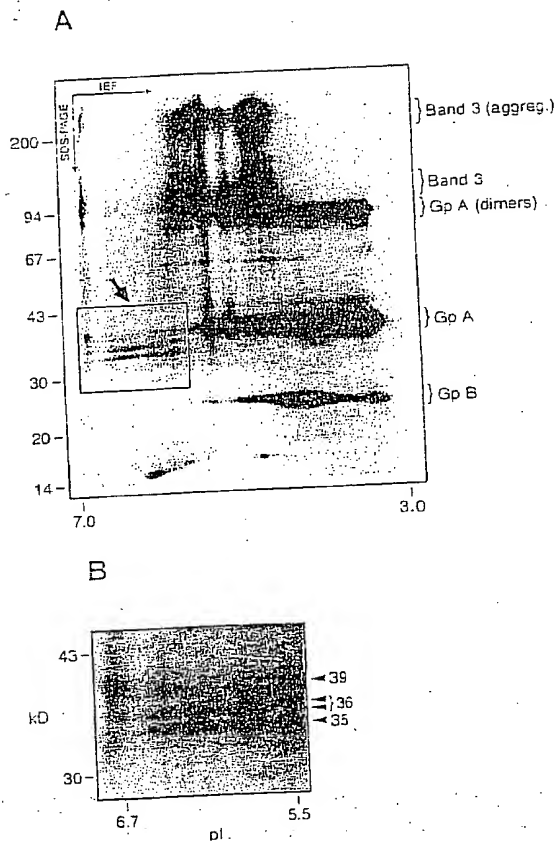 A
IEF
SDS-PAGE
200
94
67
43
30
20
14
Band 3 (aggreg.)
Band 3
Gp A (dimers)
Gp A
Gp B
7.0
3.0
B
43
kD
30
39
36
35
6.7
5.5
pI